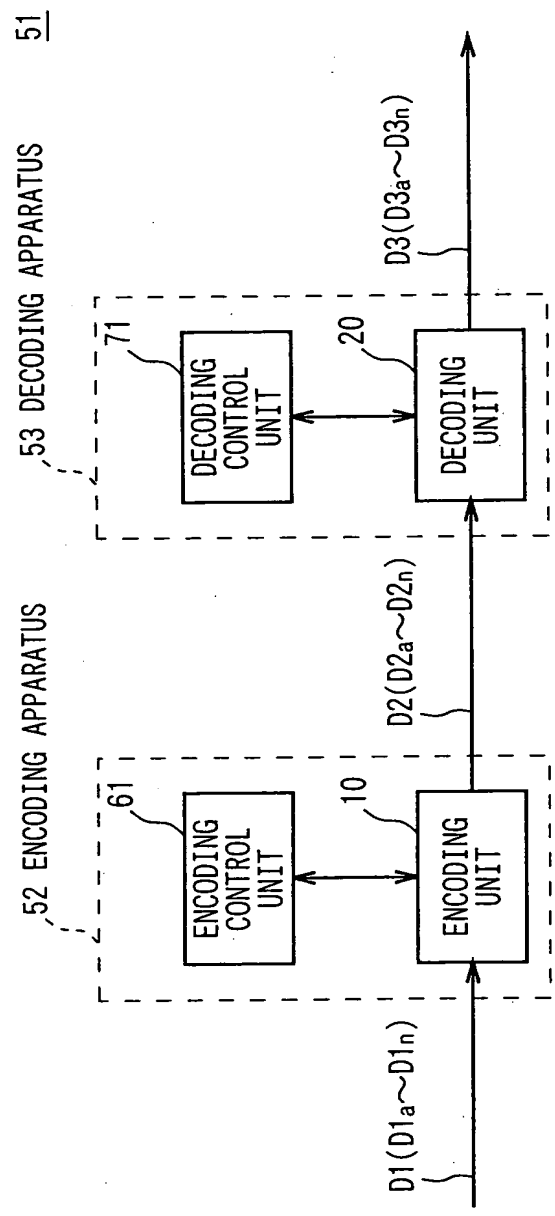 51
52 ENCODING APPARATUS
53 DECODING APPARATUS
61
ENCODING
CONTROL
UNIT
71
DECODING
CONTROL
UNIT
10
ENCODING
UNIT
20
DECODING
UNIT
D1(D1a～D1n)
D2(D2a～D2n)
D3(D3a～D3n)